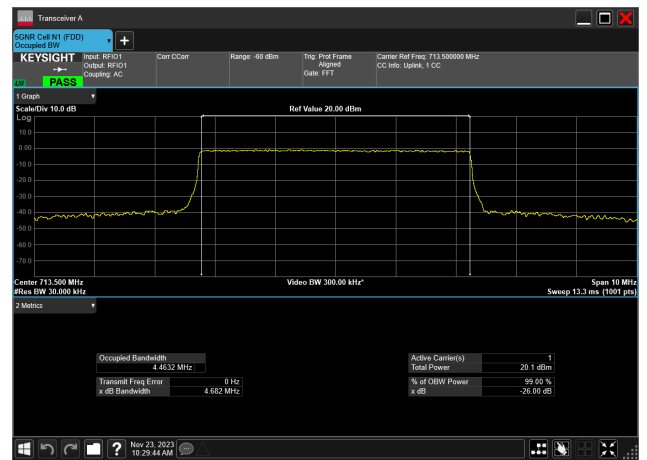 Transceiver A
5GNR Cell N1 (FDD)
Occupied BW
KEYSIGHT
Input: RFIO1
Output: RFIO1
Coupling: AC
Corr CCorr
Range: -60 dBm
Trig: Prot Frame
Aligned
Gate: FFT
Carrier Ref Freq: 713.500000 MHz
CC Info: Uplink, 1 CC
PASS
1 Graph
Scale/Div 10.0 dB
Ref Value 20.00 dBm
Log
10.0
0.00
-10.0
-20.0
-30.0
-40.0
-50.0
-60.0
-70.0
Center 713.500 MHz
Video BW 300.00 kHz*
Span 10 MHz
#Res BW 30.000 kHz
Sweep 13.3 ms (1001 pts)
2 Metrics
Occupied Bandwidth
4.4632 MHz
Active Carrier(s) 1
Total Power 20.1 dBm
Transmit Freq Error 0 Hz
x dB Bandwidth 4.682 MHz
% of OBW Power 99.00 %
x dB -26.00 dB
Nov 23, 2023
10:29:44 AM